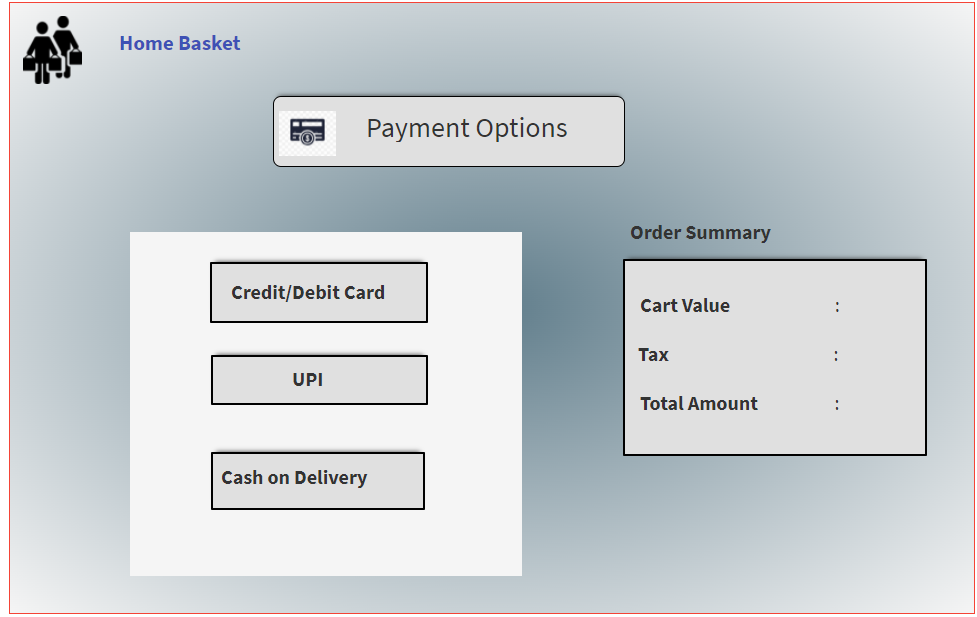 Home Basket
Payment Options
Credit/Debit Card
UPI
Cash on Delivery
Order Summary
Cart Value :
Tax :
Total Amount :